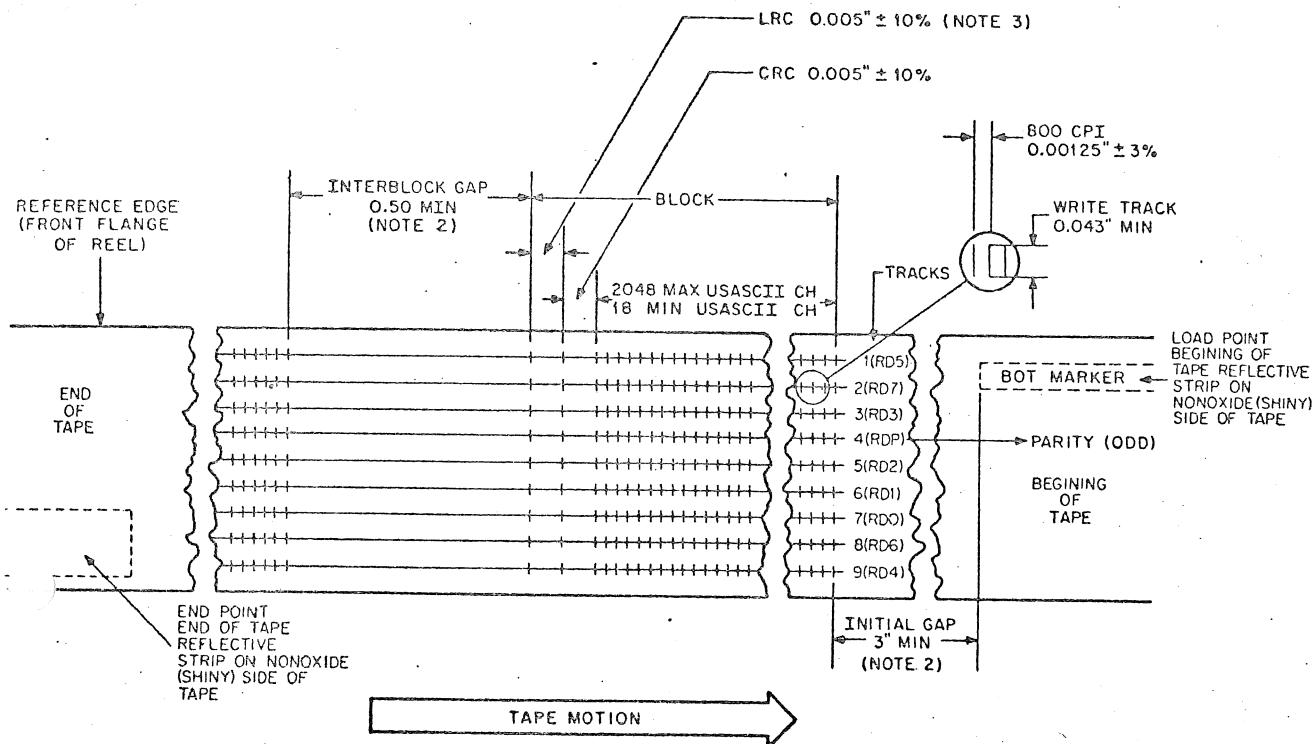 LRC 0.005" ± 10% (NOTE 3)
CRC 0.005" ± 10%
800 CPI
0.00125" ± 3%
WRITE TRACK
0.043" MIN
INTERBLOCK GAP
0.50 MIN
(NOTE 2)
BLOCK
REFERENCE EDGE
(FRONT FLANGE
OF REEL)
TRACKS
2048 MAX USASCII CH
18 MIN USASCII CH
LOAD POINT
BEGINING OF
TAPE REFLECTIVE
STRIP ON
NONOXIDE (SHINY)
SIDE OF TAPE
BOT MARKER
END
OF
TAPE
1(RD5)
2(RD7)
3(RD3)
4(RDP)
5(RD2)
6(RD1)
7(RD0)
8(RD6)
9(RD4)
PARITY (ODD)
BEGINING
OF
TAPE
END POINT
END OF TAPE
REFLECTIVE
STRIP ON NONOXIDE
(SHINY) SIDE OF
TAPE
INITIAL GAP
3" MIN
(NOTE 2)
TAPE MOTION